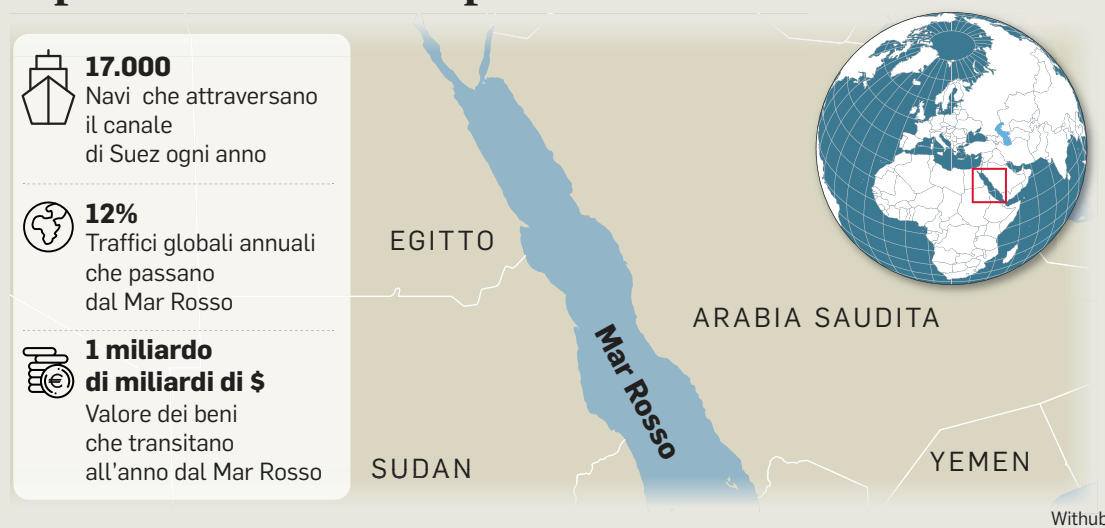 17.000
Navi che attraversano
il canale
di Suez ogni anno
12%
Traffici globali annuali
che passano
dal Mar Rosso
1 miliardo
di miliardi di $
Valore dei beni
che transitano
all'anno dal Mar Rosso
EGITTO
ARABIA SAUDITA
Mar Rosso
SUDAN
YEMEN
Withub